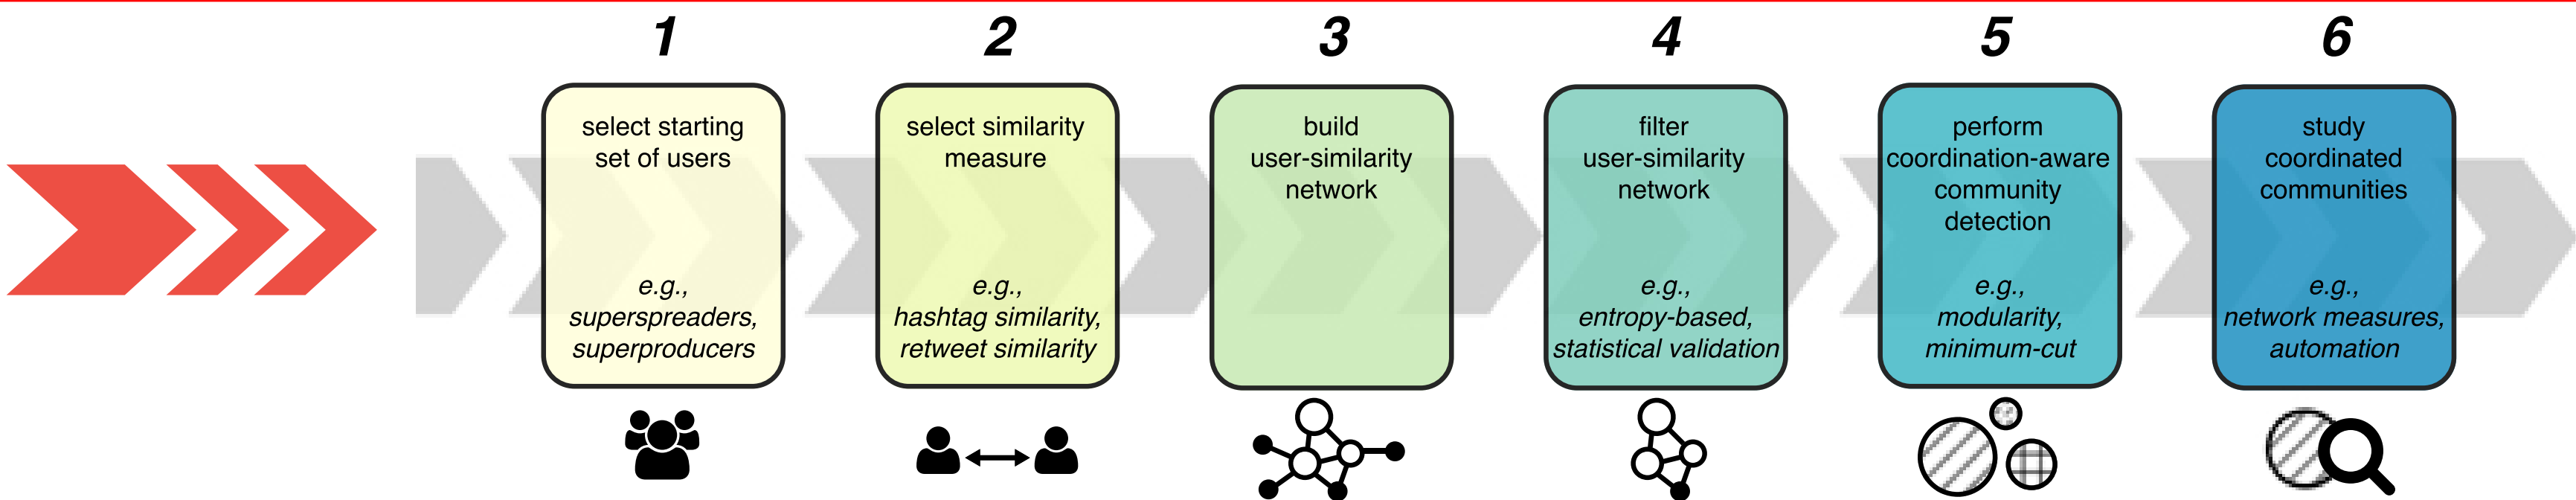 1
select starting
set of users
e.g.,
superspreaders,
superproducers
2
select similarity
measure
e.g.,
hashtag similarity,
retweet similarity
3
build
user-similarity
network
4
filter
user-similarity
network
e.g.,
entropy-based,
statistical validation
5
perform
coordination-aware
community
detection
e.g.,
modularity,
minimum-cut
6
study
coordinated
communities
e.g.,
network measures,
automation